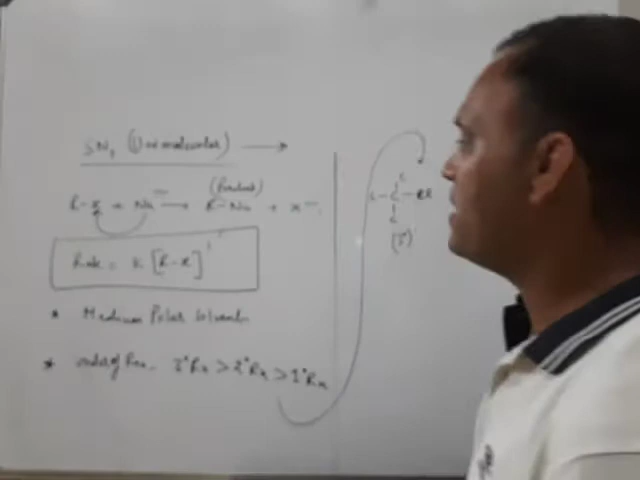 SN₁ (Unimolecular) ⟶
(Product)
R-X + Nu⁻ ⟶ R-Nu + X⁻
Rate = K [R-X]¹
* Medium Polar Solvent
* order of Rxn - 3°Rx > 2°Rx > 1°Rx
C
C - C - RX
C
(3°)